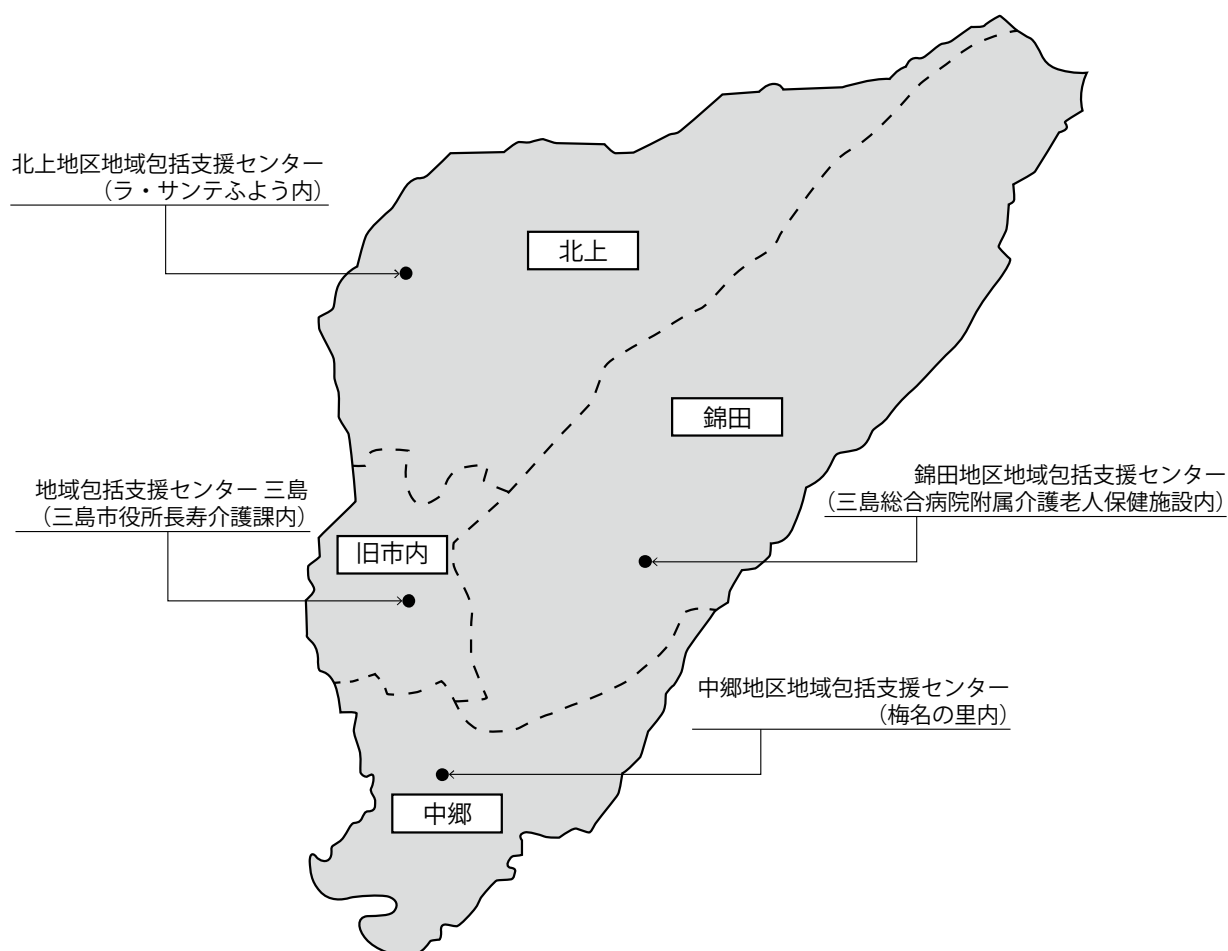 北上地区地域包括支援センター
（ラ・サンテふよう内）
北上
錦田
錦田地区地域包括支援センター
（三島総合病院附属介護老人保健施設内）
地域包括支援センター 三島
（三島市役所長寿介護課内）
旧市内
中郷地区地域包括支援センター
（梅名の里内）
中郷